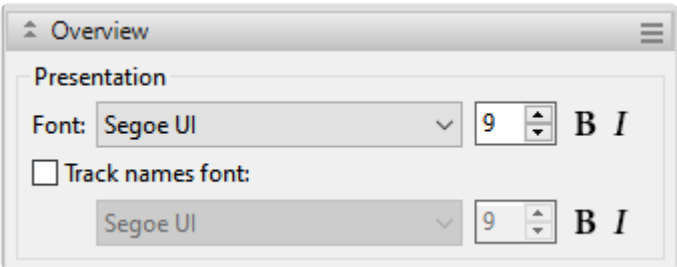 Overview
Presentation
Font: Segoe UI 9 B I
Track names font:
Segoe UI 9 B I